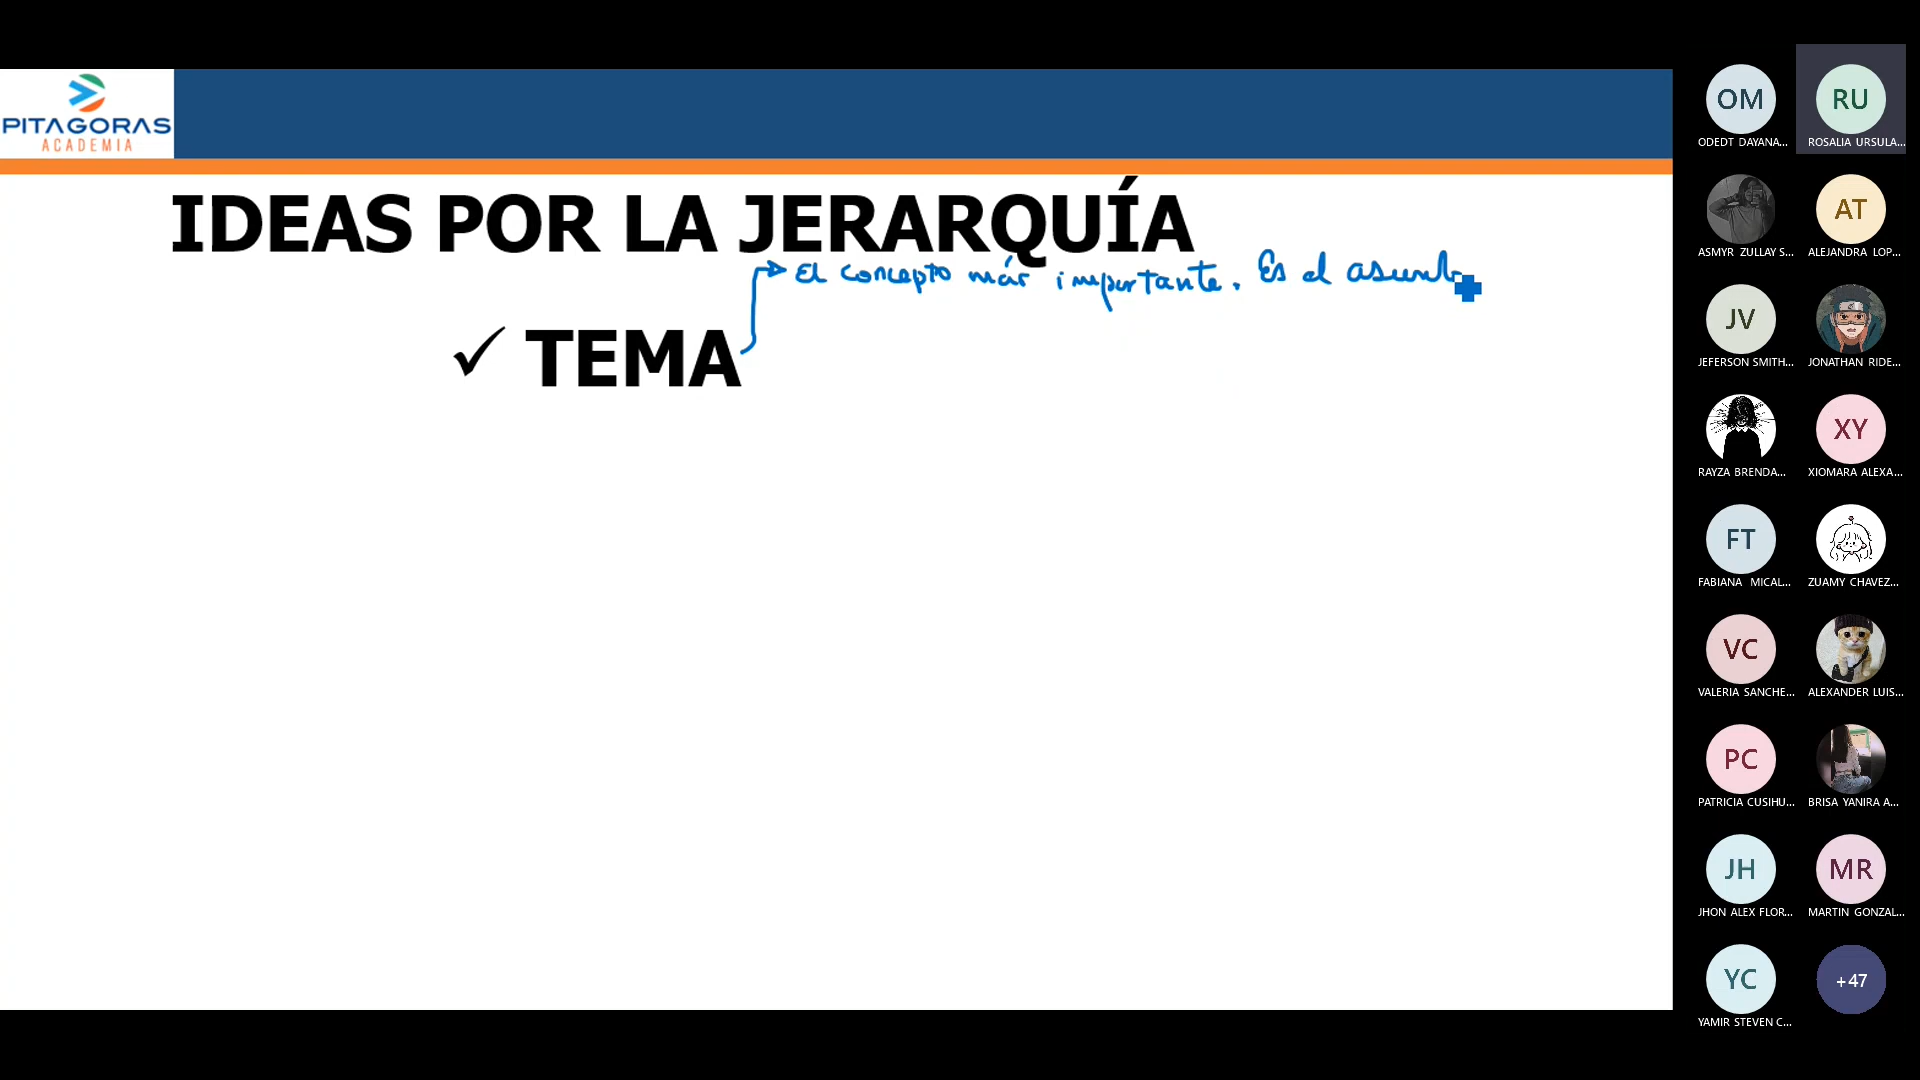 PITAGORAS
ACADEMIA
IDEAS POR LA JERARQUÍA
El concepto más importante. Es el asunt
✓ TEMA
OM
ODEDT DAYANA...
RU
ROSALIA URSULA...
ASMYR ZULLAY S...
AT
ALEJANDRA LOP...
JV
JEFERSON SMITH...
JONATHAN RIDE...
RAYZA BRENDA...
XY
XIOMARA ALEXA...
FT
FABIANA MICAL...
ZUAMY CHAVEZ...
VC
VALERIA SANCHE...
ALEXANDER LUIS...
PC
PATRICIA CUSIHU...
BRISA YANIRA A...
JH
JHON ALEX FLOR...
MR
MARTIN GONZAL...
YC
YAMIR STEVEN C...
+47